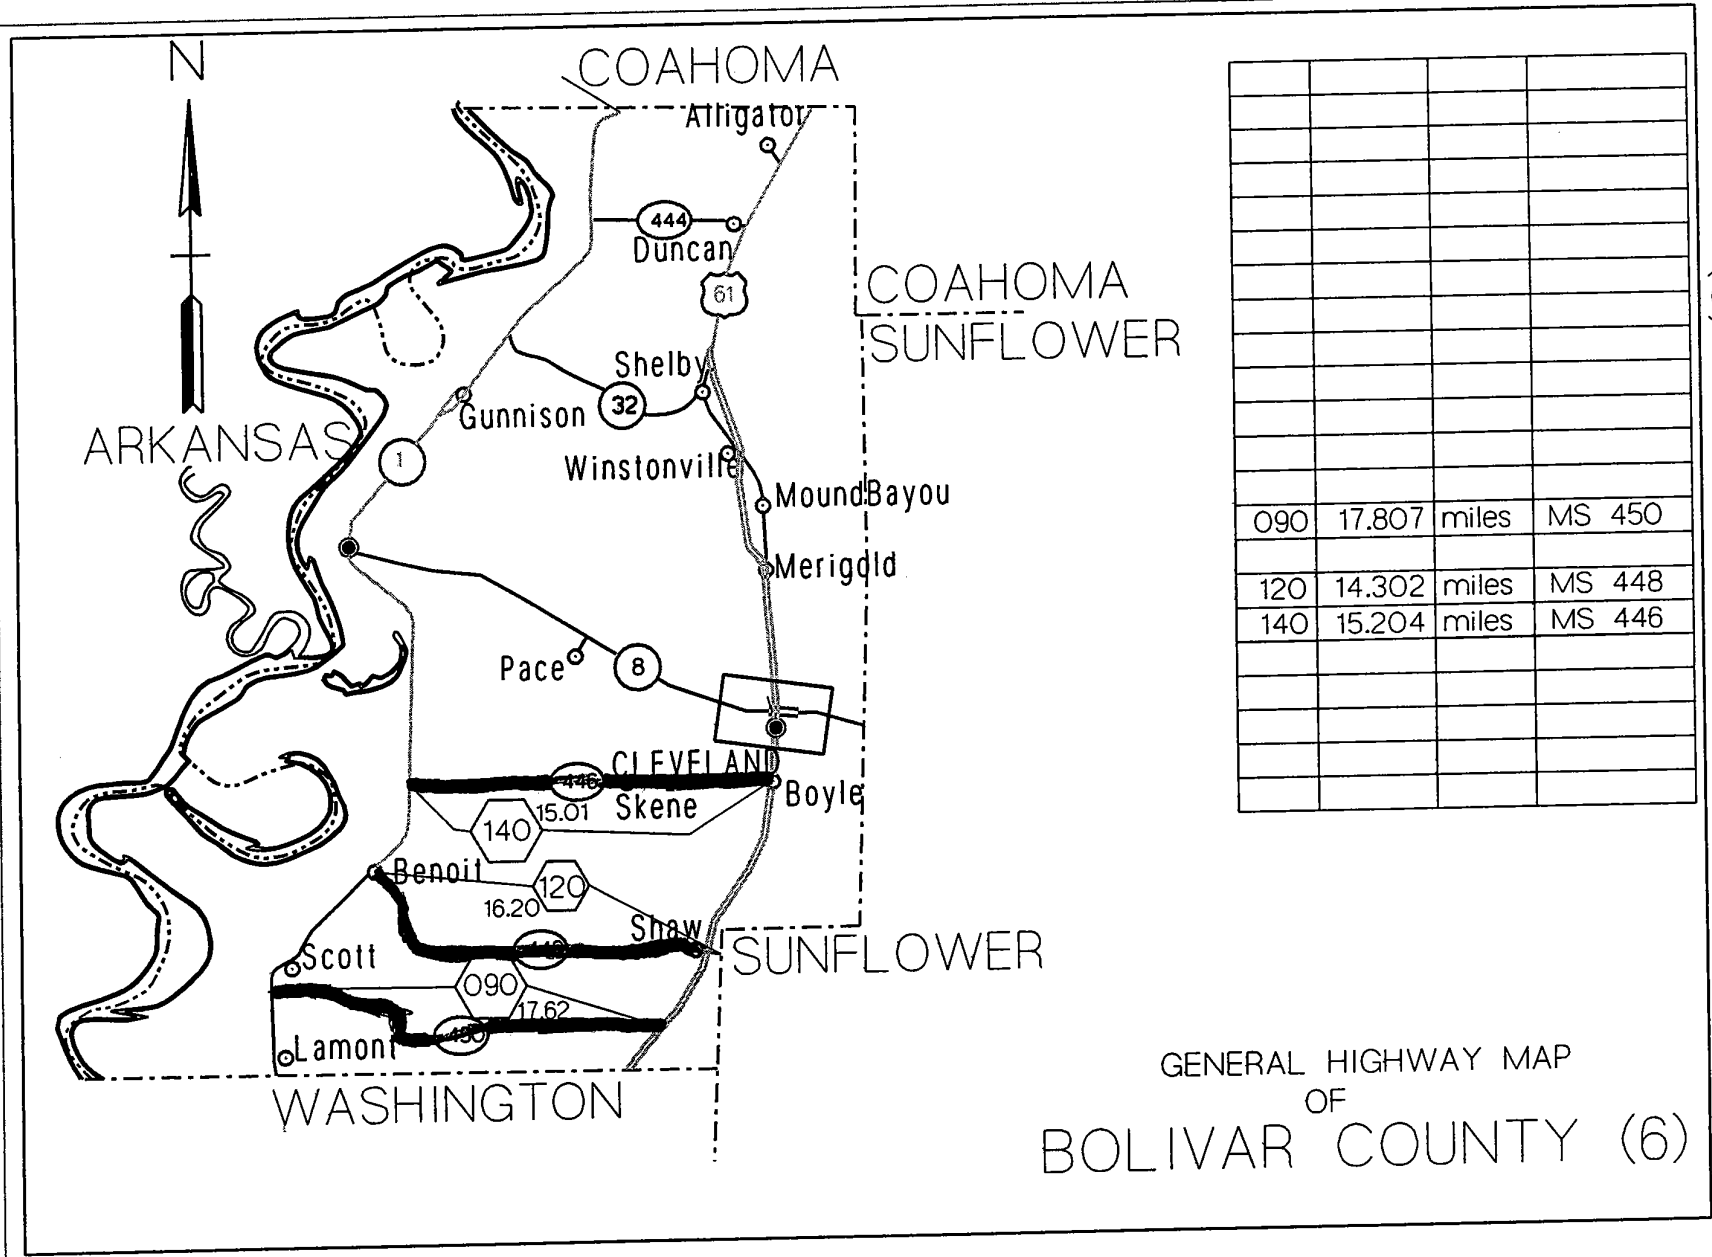 N
COAHOMA
Alligator
444
Duncan
61
COAHOMA
SUNFLOWER
Shelby
32
Gunnison
ARKANSAS
1
Winstonville
MoundBayou
Merigold
Pace
8
CLEVELAND
446
Skene
Boyle
15.01
140
Benoit
120
16.20
Shaw
448
SUNFLOWER
Scott
090
17.62
450
Lamont
WASHINGTON
090 17.807 miles MS 450
120 14.302 miles MS 448
140 15.204 miles MS 446
GENERAL HIGHWAY MAP
OF
BOLIVAR COUNTY (6)